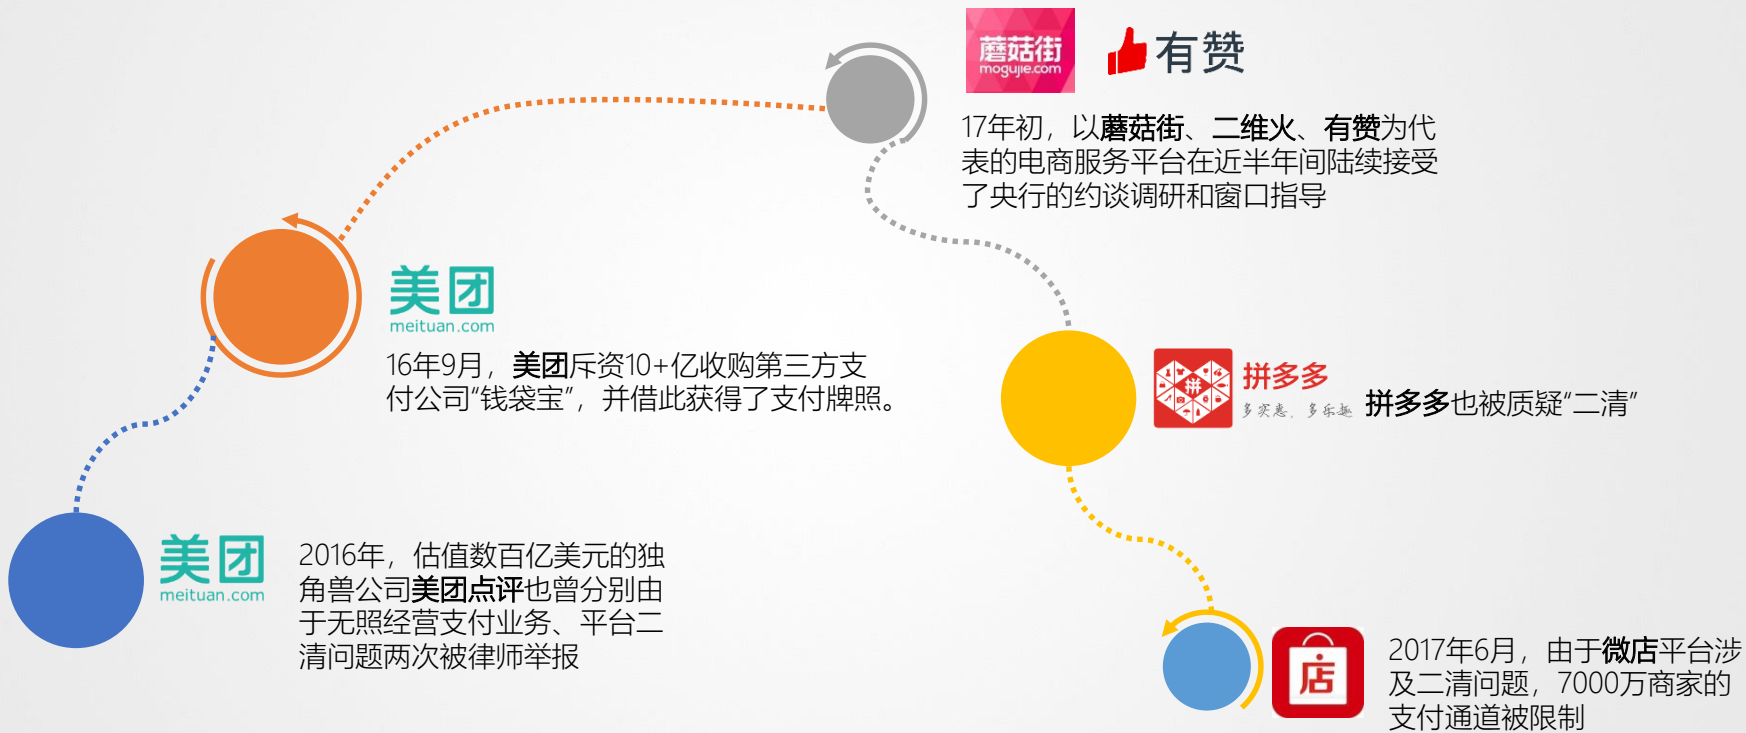 蘑菇街
mogujie.com
有赞
17年初，以蘑菇街、二维火、有赞为代
表的电商服务平台在近半年间陆续接受
了央行的约谈调研和窗口指导
美团
meituan.com
16年9月，美团斥资10+亿收购第三方支
付公司“钱袋宝”，并借此获得了支付牌照。
拼
拼多多
多实惠，多乐趣
拼多多也被质疑“二清”
美团
meituan.com
2016年，估值数百亿美元的独
角兽公司美团点评也曾分别由
于无照经营支付业务、平台二
清问题两次被律师举报
店
2017年6月，由于微店平台涉
及二清问题，7000万商家的
支付通道被限制